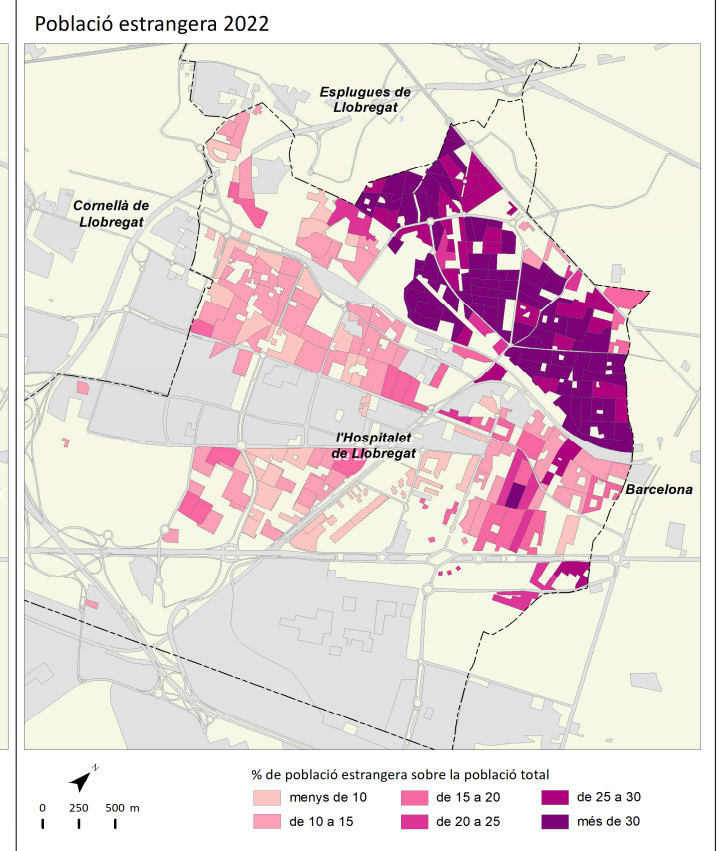 Població estrangera 2022
Esplugues de
Llobregat
Cornellà de
Llobregat
l'Hospitalet
de Llobregat
Barcelona
N
0 250 500 m
% de població estrangera sobre la població total
menys de 10
de 15 a 20
de 25 a 30
de 10 a 15
de 20 a 25
més de 30